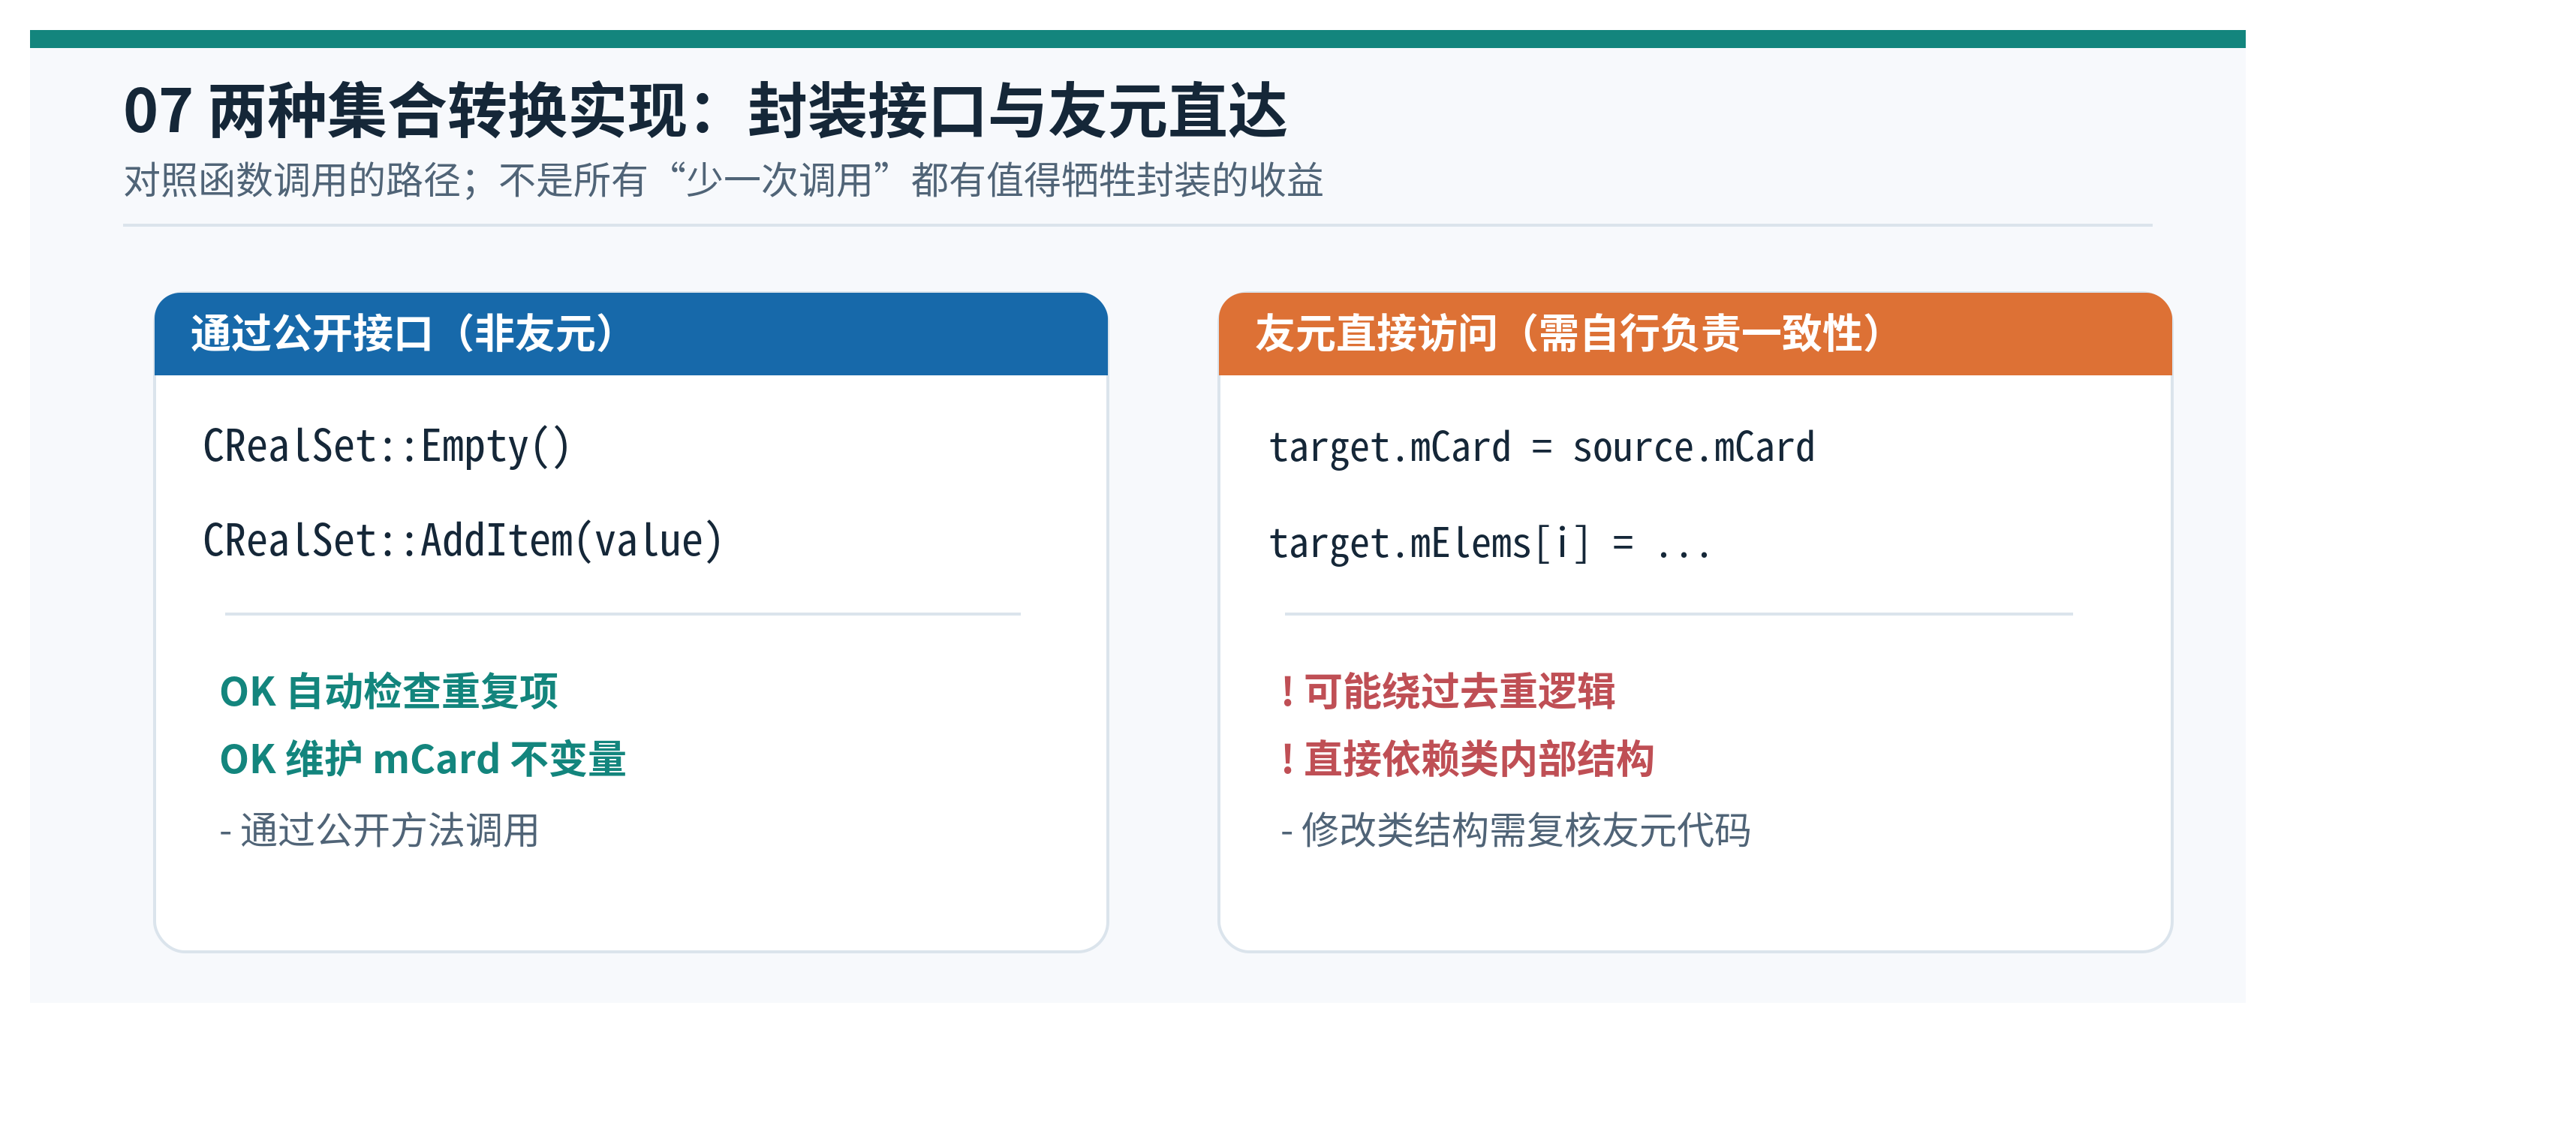 07 两种集合转换实现：封装接口与友元直达
对照函数调用的路径；不是所有“少一次调用”都有值得牺牲封装的收益
通过公开接口（非友元）
CRealSet::Empty()
CRealSet::AddItem(value)
OK 自动检查重复项
OK 维护 mCard 不变量
- 通过公开方法调用
友元直接访问（需自行负责一致性）
target.mCard = source.mCard
target.mElems[i] = ...
! 可能绕过去重逻辑
! 直接依赖类内部结构
- 修改类结构需复核友元代码